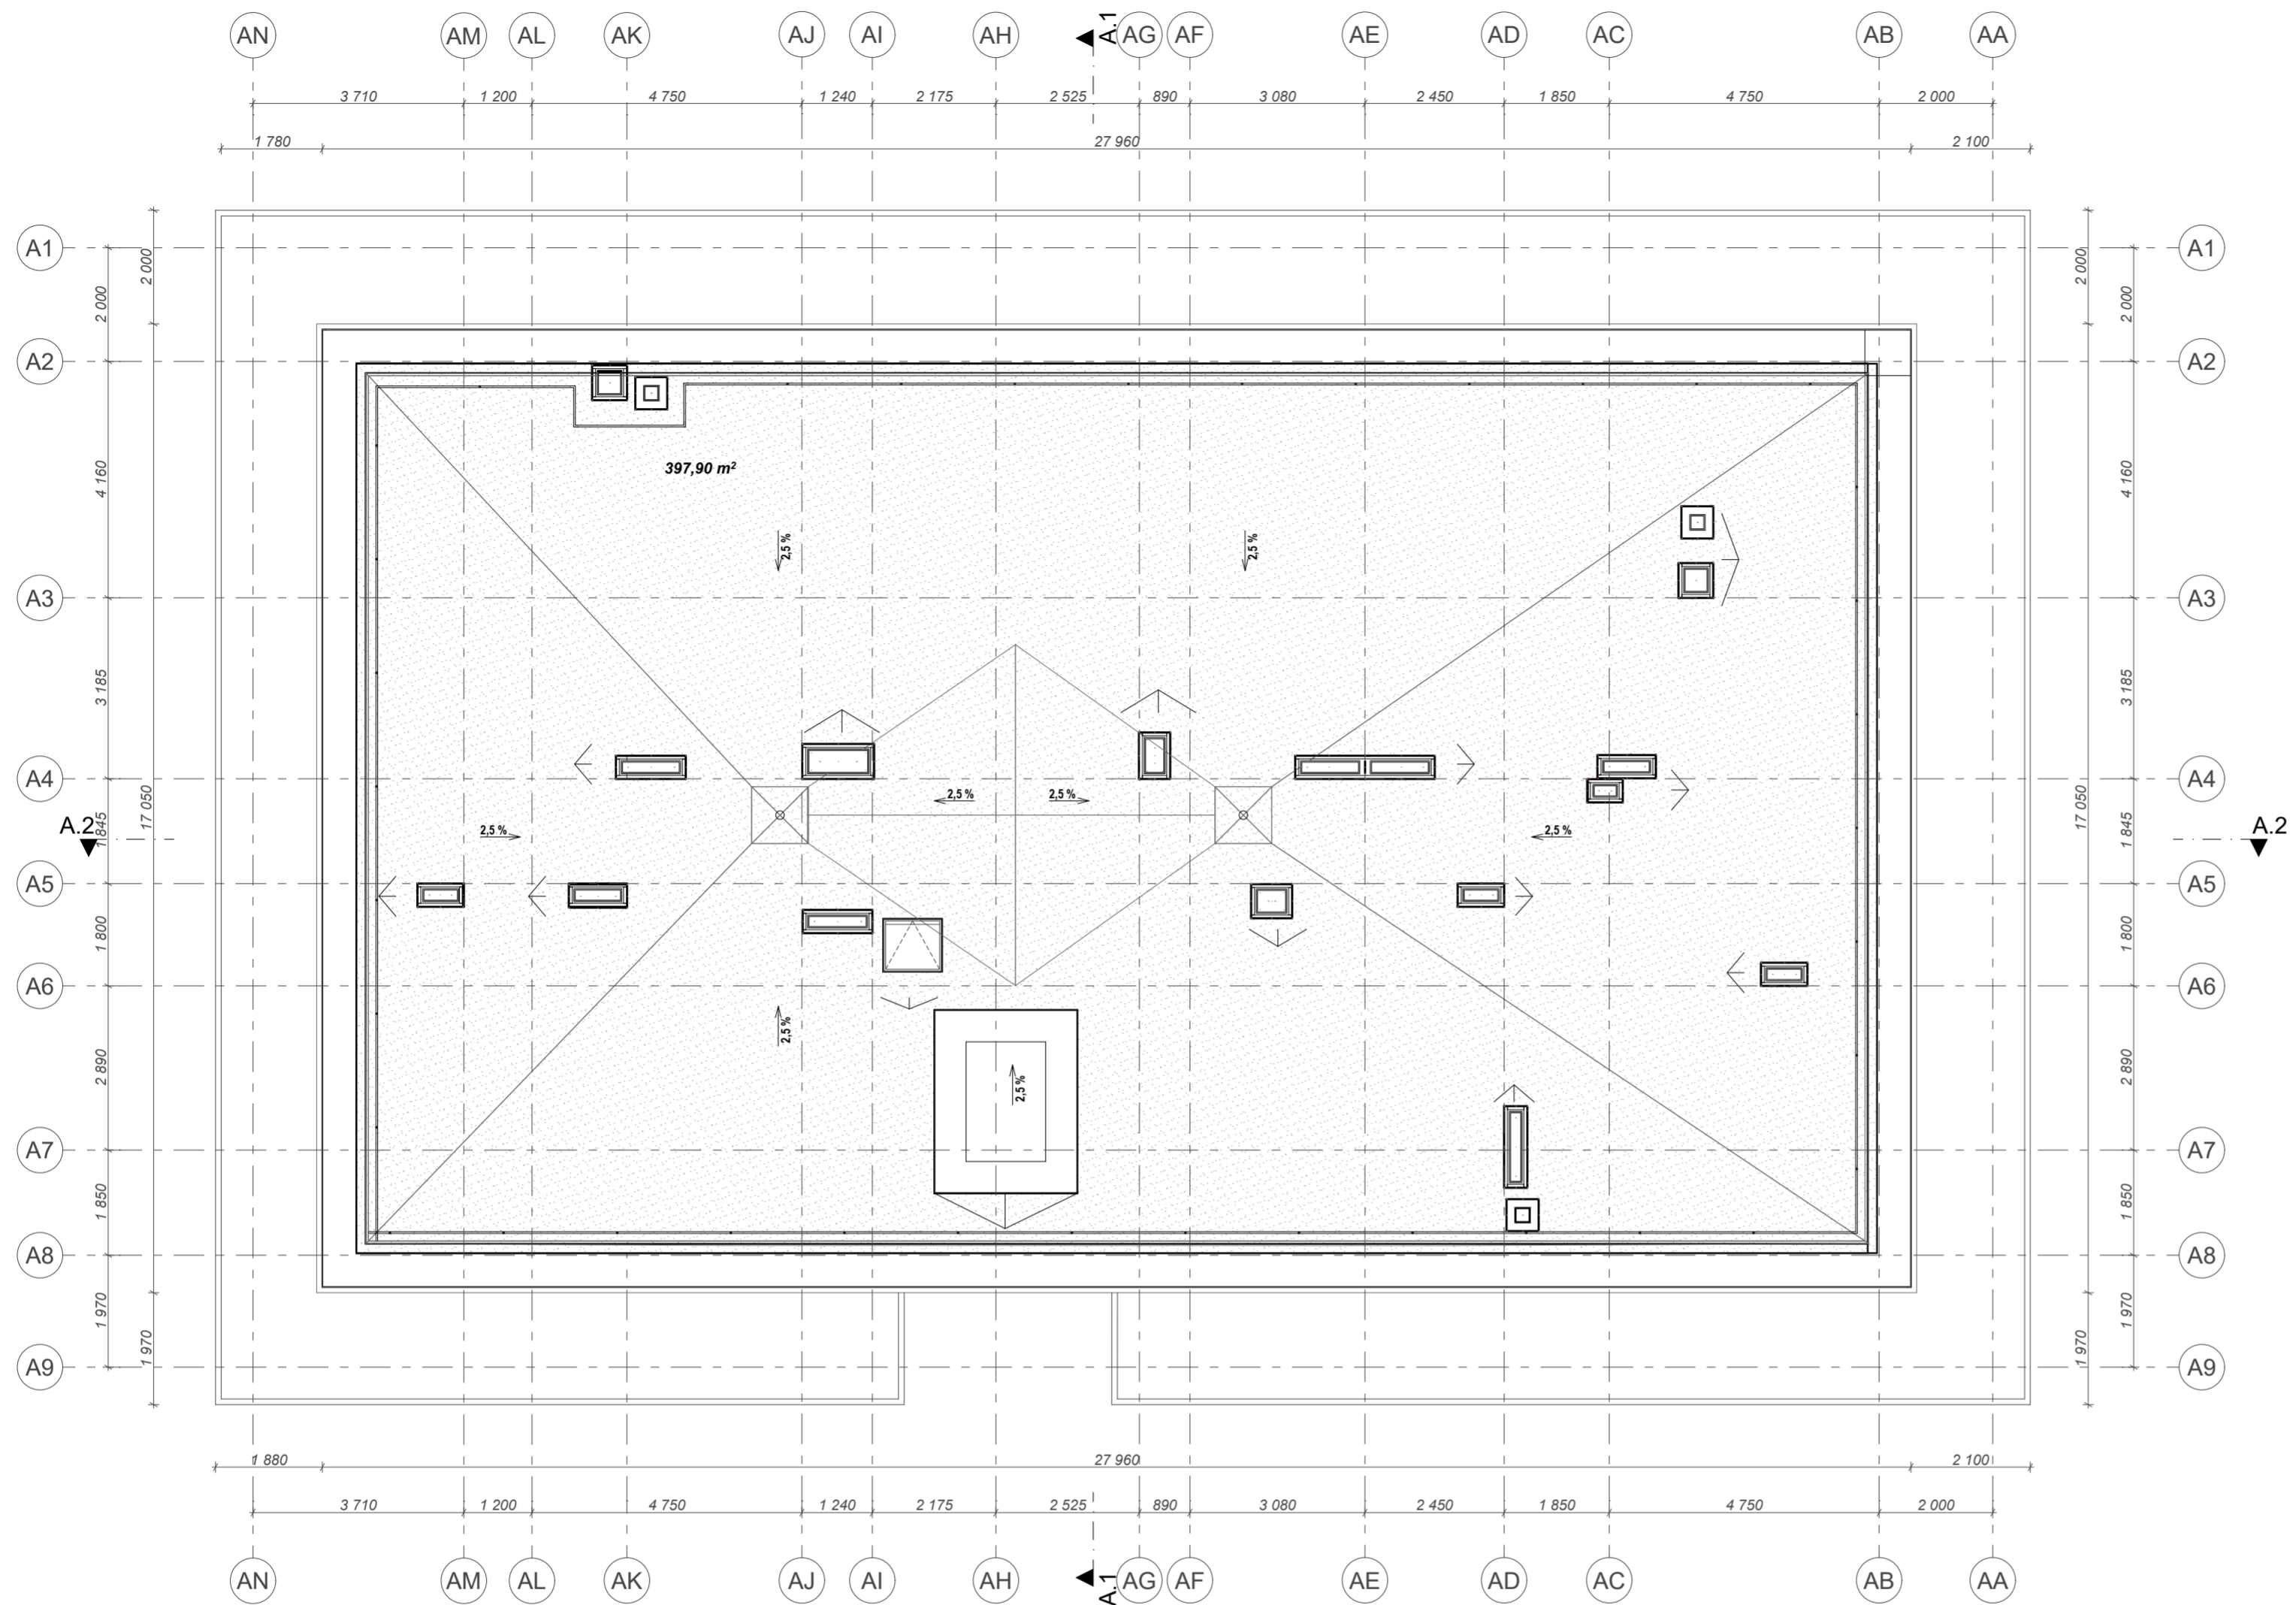 AN AM AL AK AJ AI AH A.1 AG AF AE AD AC AB AA
3 710 1 200 4 750 1 240 2 175 2 525 890 3 080 2 450 1 850 4 750 2 000
1 780 27 960 2 100
A1 A1
2 000 2 000
2 000 2 000
A2 A2
397,90 m²
4 160 4 160
2,5 % 2,5 %
A3 A3
3 185 3 185
A4 A4
2,5 % 2,5 %
17 050 17 050
A.2 1 845 2,5 % 2,5 % 1 845 A.2
A5 A5
1 800 1 800
A6 A6
2,5 %
2 890 2,5 % 2 890
A7 A7
1 850 1 850
A8 A8
1 970 1 970
1 970 1 970
A9 A9
1 880 27 960 2 100
3 710 1 200 4 750 1 240 2 175 2 525 890 3 080 2 450 1 850 4 750 2 000
AN AM AL AK AJ AI AH A.1 AG AF AE AD AC AB AA